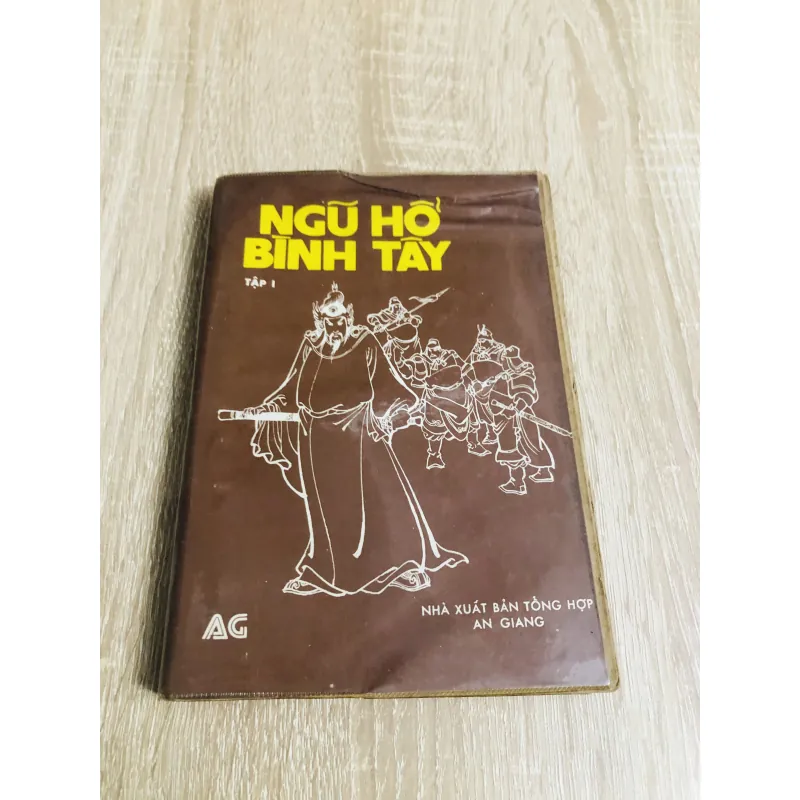 NGŨ HỔ
BÌNH TÂY
TẬP I
NHÀ XUẤT BẢN TỔNG HỢP
AN GIANG
AG